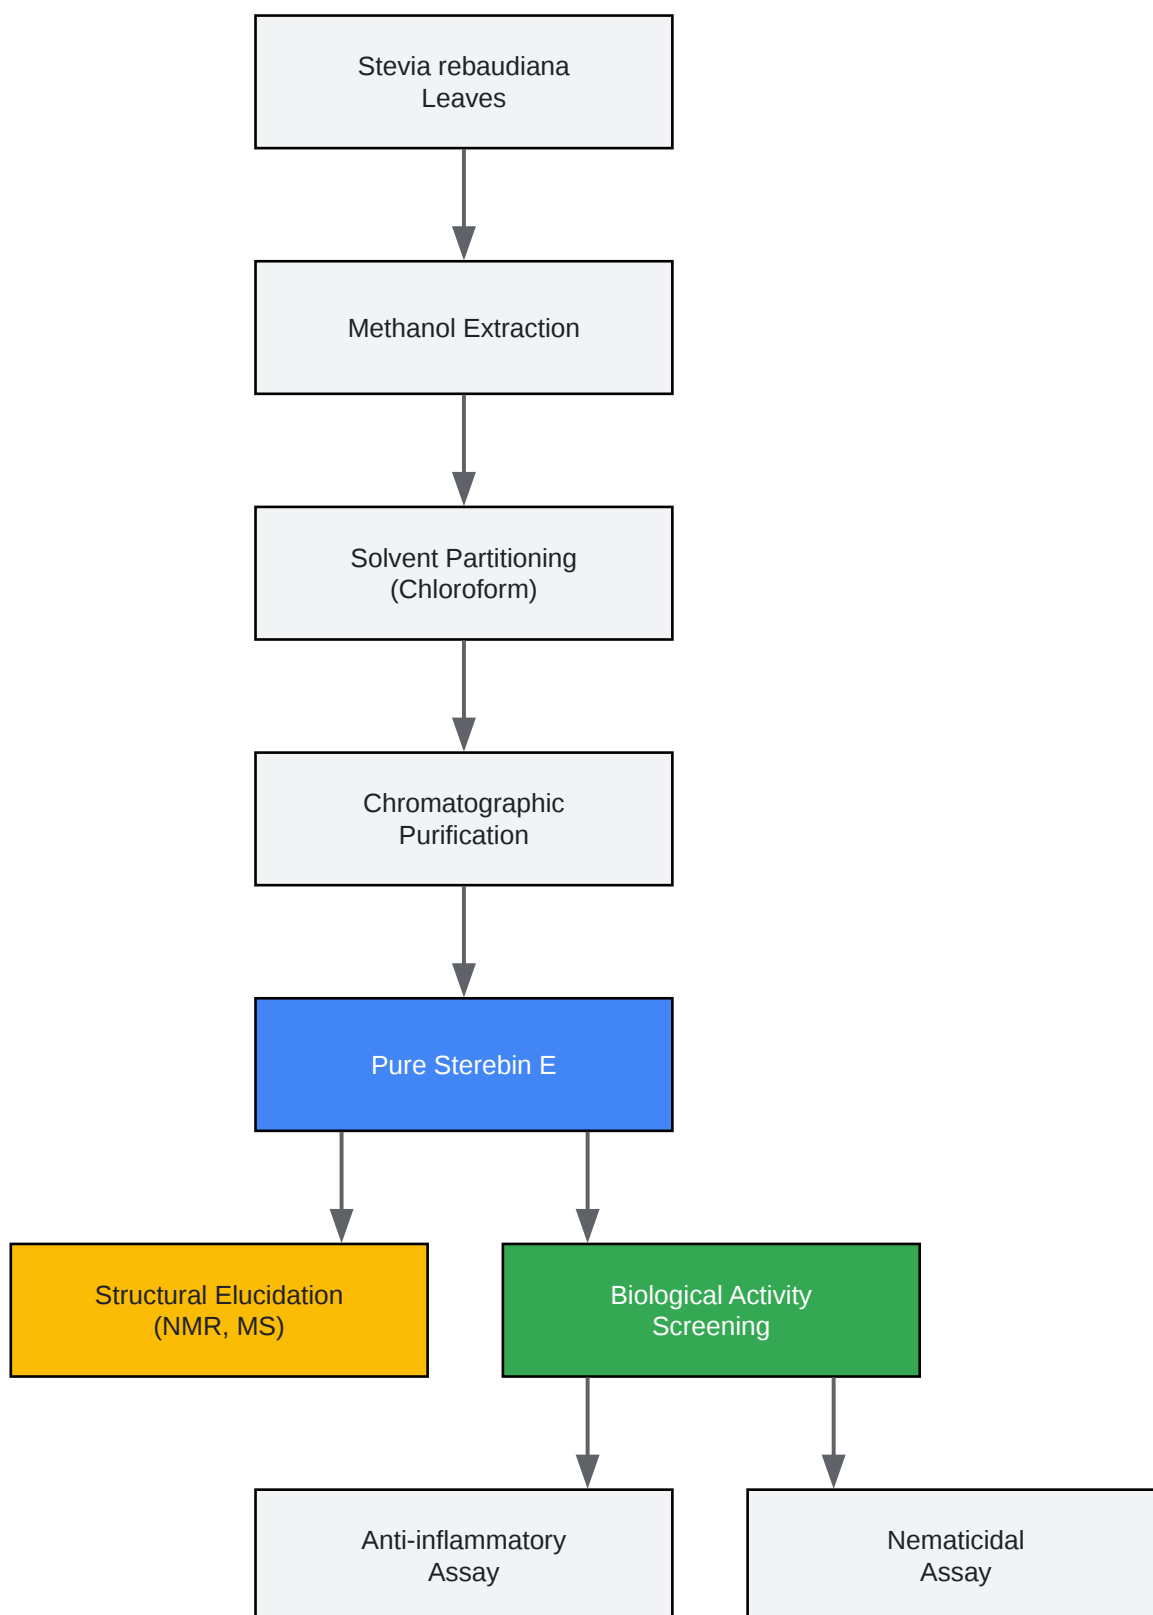 Stevia rebaudiana
Leaves
Methanol Extraction
Solvent Partitioning
(Chloroform)
Chromatographic
Purification
Pure Sterebin E
Structural Elucidation
(NMR, MS)
Biological Activity
Screening
Anti-inflammatory
Assay
Nematicidal
Assay